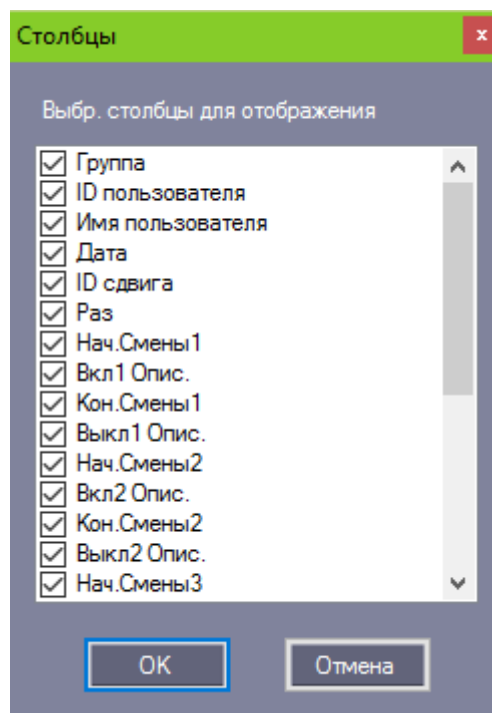 Столбцы
x
Выбр. столбцы для отображения
Группа
ID пользователя
Имя пользователя
Дата
ID сдвига
Раз
Нач.Смены1
Вкл1 Опис.
Кон.Смены1
Выкл1 Опис.
Нач.Смены2
Вкл2 Опис.
Кон.Смены2
Выкл2 Опис.
Нач.Смены3
OK Отмена